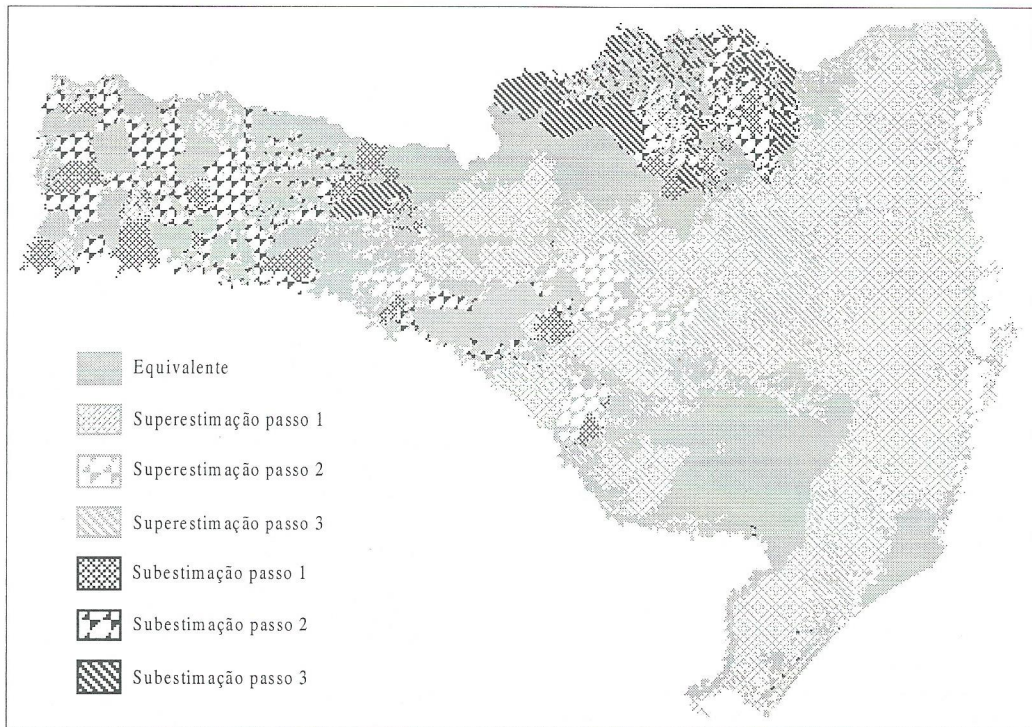 Equivalente
Superestimação passo 1
Superestimação passo 2
Superestimação passo 3
Subestimação passo 1
Subestimação passo 2
Subestimação passo 3